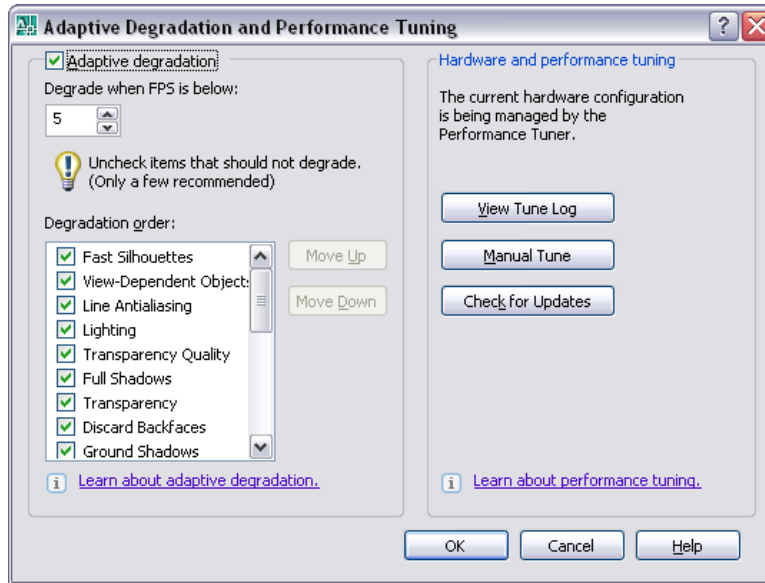 Adaptive Degradation and Performance Tuning
Adaptive degradation
Degrade when FPS is below:
5
Uncheck items that should not degrade.
(Only a few recommended)
Degradation order:
Fast Silhouettes
View-Dependent Object
Line Antialiasing
Lighting
Transparency Quality
Full Shadows
Transparency
Discard Backfaces
Ground Shadows
Move Up
Move Down
Learn about adaptive degradation.
Hardware and performance tuning
The current hardware configuration
is being managed by the
Performance Tuner.
View Tune Log
Manual Tune
Check for Updates
Learn about performance tuning.
OK
Cancel
Help